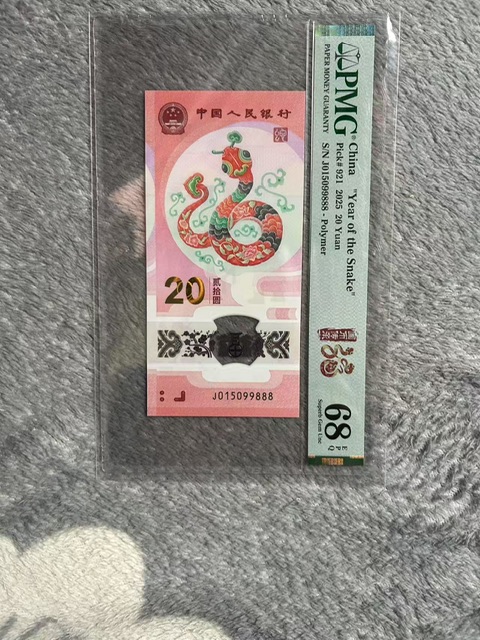 中国人民银行
20
贰拾圆
J015099888
PMG
PAPER MONEY GUARANTY
China "Year of the Snake"
Pick# 921 2025 20 Yuan
S/N J015099888 - Polymer
68 EPQ
Superb Gem Unc